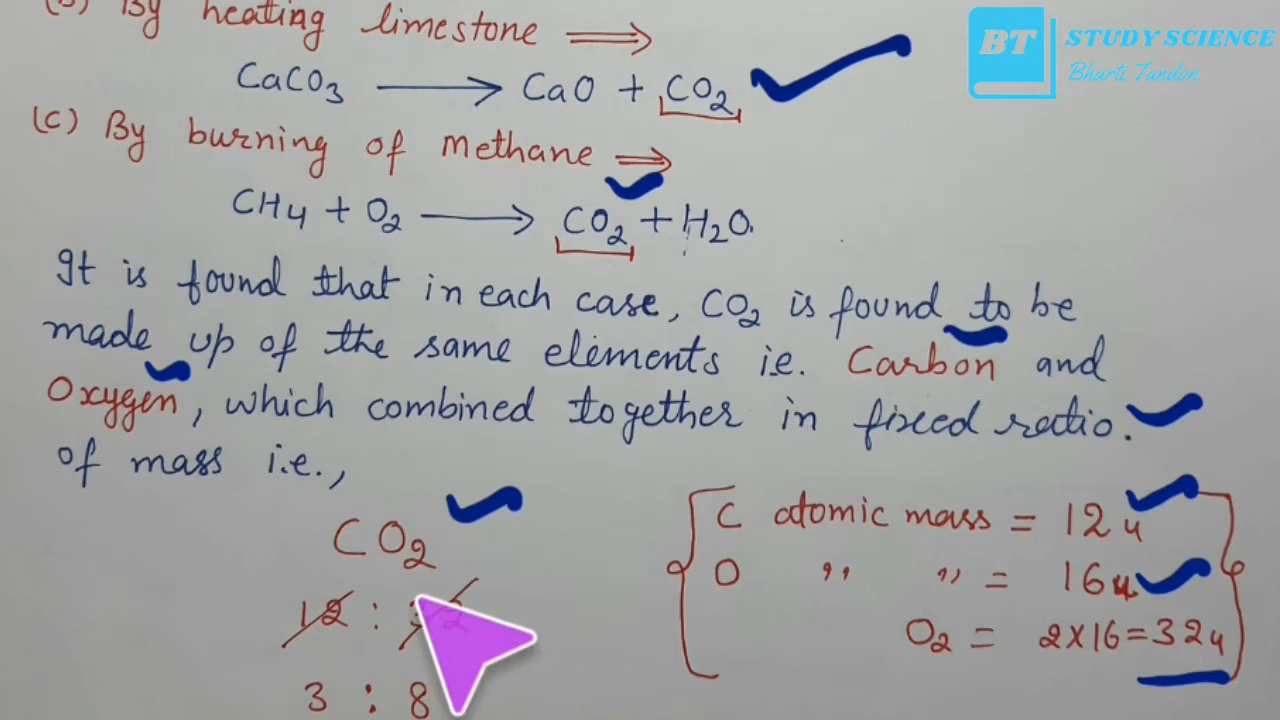 (b) By heating limestone ⟹
CaCO₃ ⟶ CaO + CO₂
(C) By burning of methane ⟹
CH₄ + O₂ ⟶ CO₂ + H₂O.
It is found that in each case, CO₂ is found to be
made up of the same elements i.e. Carbon and
Oxygen, which combined together in fixed ratio.
of mass i.e.,
CO₂
12 : 32
3 : 8
C atomic mass = 12u
O " " = 16u
O₂ = 2×16=32u
BT STUDY SCIENCE
Bharti Tandon